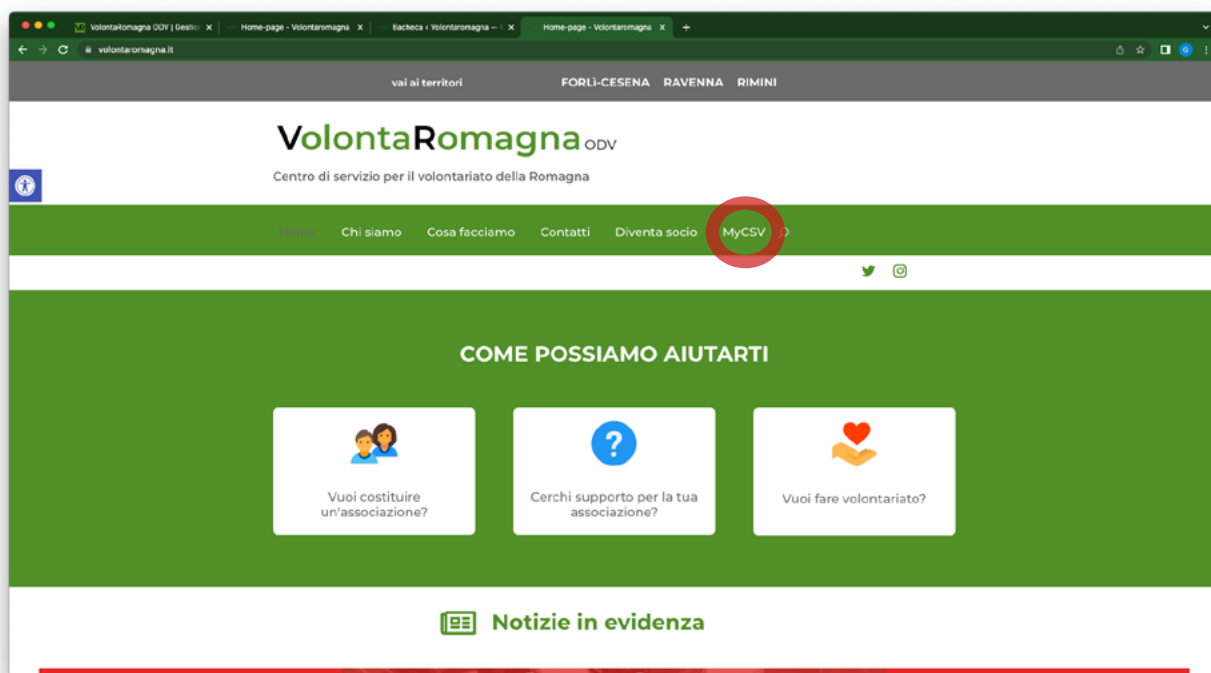 VolontaRomagna ODV | Gestio
Home-page - Volontaromagna
Bacheca ‹ Volontaromagna —
Home-page - Volontaromagna
volontaromagna.it
vai ai territori FORLÌ-CESENA RAVENNA RIMINI
VolontaRomagna ODV
Centro di servizio per il volontariato della Romagna
Home Chi siamo Cosa facciamo Contatti Diventa socio MyCSV
COME POSSIAMO AIUTARTI
Vuoi costituire
un'associazione?
Cerchi supporto per la tua
associazione?
Vuoi fare volontariato?
Notizie in evidenza